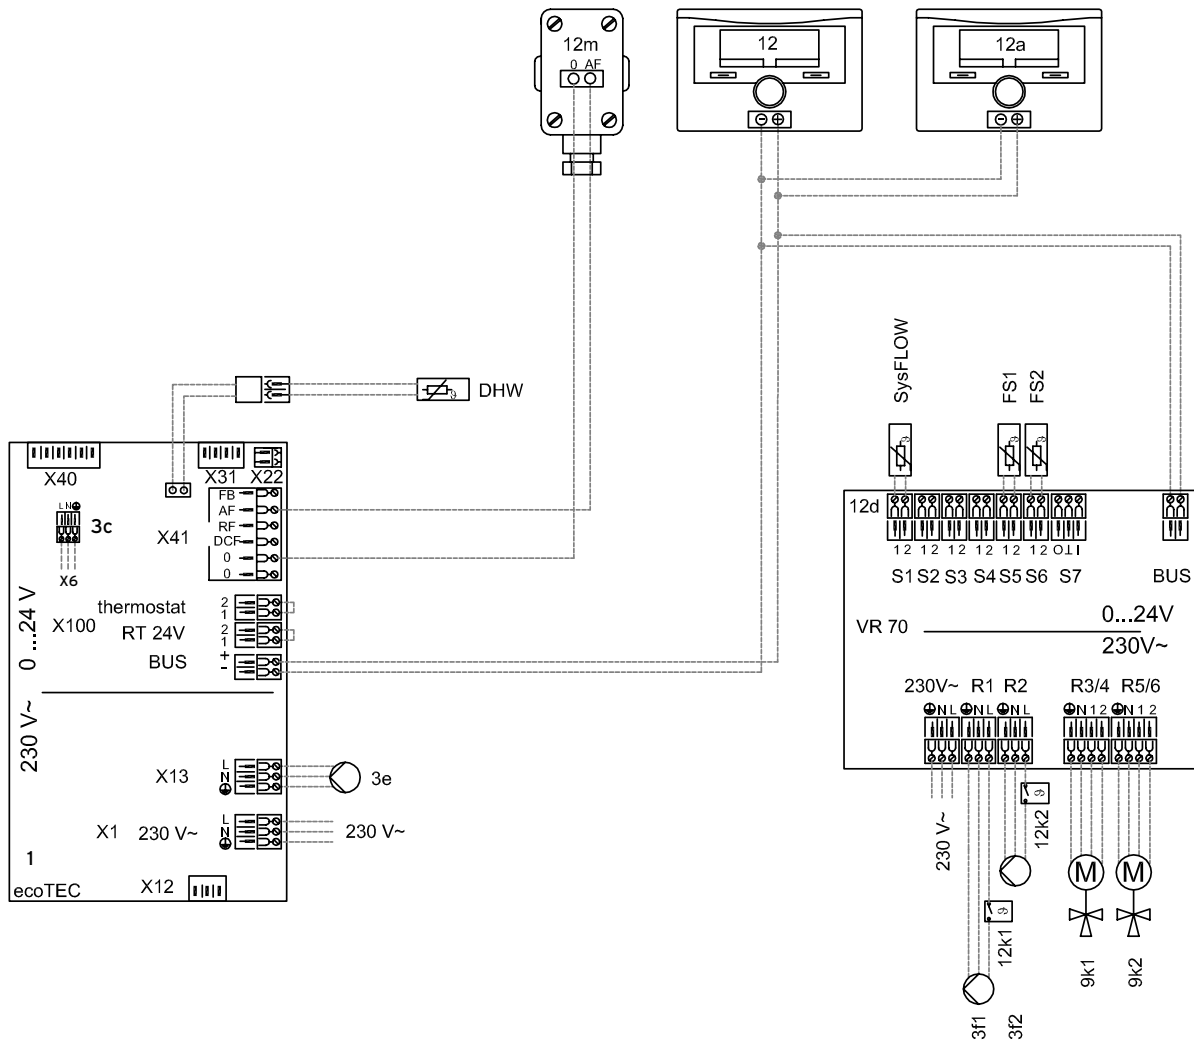 12m
0 AF
12
12a
SysFLOW
FS1
FS2
DHW
ϑ
ϑ
ϑ
ϑ
X40
X31
X22
L N
3c
X6
X41
FB
AF
RF
DCF
0
0
0 ...24 V
X100
thermostat
2
1
RT 24V
2
1
BUS
+
-
230 V~
X13
L
N
3e
X1
230 V~
L
N
230 V~
1
ecoTEC
X12
12d
1 2
1 2
1 2
1 2
1 2
1 2
O T I
S1 S2 S3 S4 S5 S6 S7
BUS
VR 70
0...24V
230V~
230V~
R1
R2
R3/4
R5/6
N L
N L
N L
N 1 2
N 1 2
230 V~
ϑ
12k2
ϑ
12k1
M
M
9k1
9k2
3f1
3f2